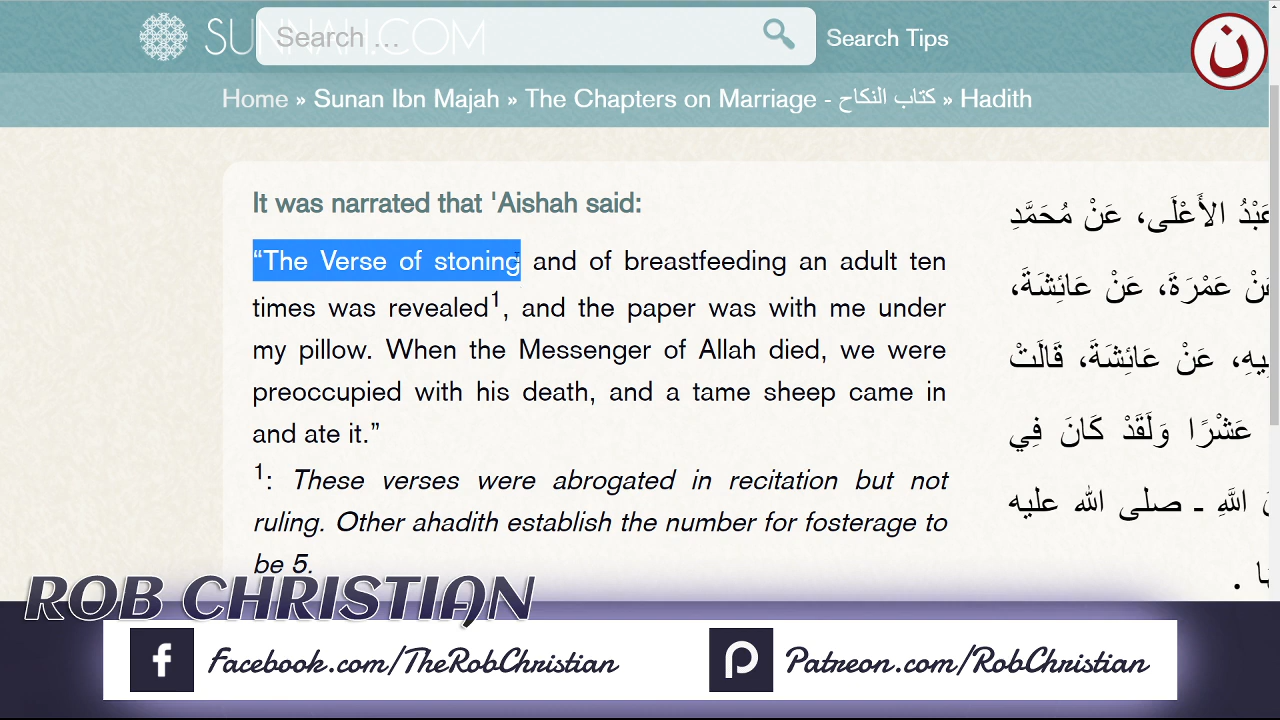 SUNNAH.COM
Search ...
Search Tips
ن
Home » Sunan Ibn Majah » The Chapters on Marriage - كتاب النكاح » Hadith
It was narrated that 'Aishah said:
“The Verse of stoning and of breastfeeding an adult ten
times was revealed1, and the paper was with me under
my pillow. When the Messenger of Allah died, we were
preoccupied with his death, and a tame sheep came in
and ate it.”
1: These verses were abrogated in recitation but not
ruling. Other ahadith establish the number for fosterage to
be 5.
عَبْدُ الأَعْلَى، عَنْ مُحَمَّدِ
عَنْ عَمْرَةَ، عَنْ عَائِشَةَ،
عَنْ عَائِشَةَ، قَالَتْ
عَشْرًا وَلَقَدْ كَانَ فِي
اللَّهِ ـ صلى الله عليه
ROB CHRISTIAN
f Facebook.com/TheRobChristian
Patreon.com/RobChristian